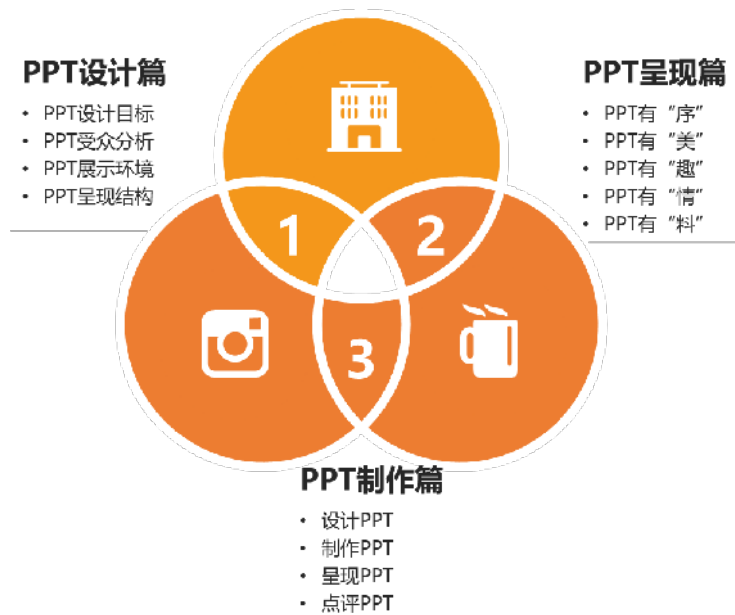 PPT设计篇
• PPT设计目标
• PPT受众分析
• PPT展示环境
• PPT呈现结构
PPT呈现篇
• PPT有“序”
• PPT有“美”
• PPT有“趣”
• PPT有“情”
• PPT有“料”
1
2
3
PPT制作篇
• 设计PPT
• 制作PPT
• 呈现PPT
• 点评PPT